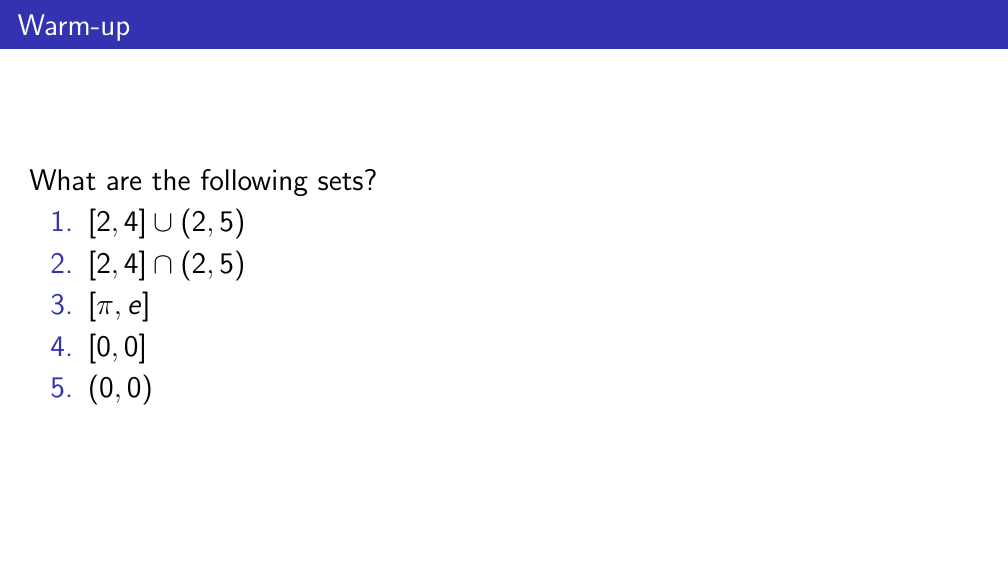 Warm-up
What are the following sets?
1. [2, 4] ∪ (2, 5)
2. [2, 4] ∩ (2, 5)
3. [π, e]
4. [0, 0]
5. (0, 0)